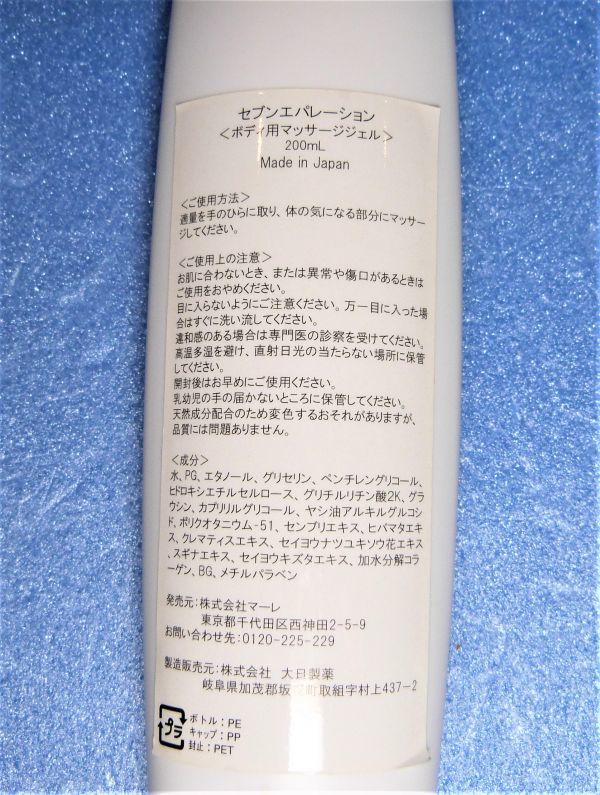 セブンエパレーション
＜ボディ用マッサージジェル＞
200mL
Made in Japan
＜ご使用方法＞
適量を手のひらに取り、体の気になる部分にマッサー
ジしてください。
＜ご使用上の注意＞
お肌に合わないとき、または異常や傷口があるときは
ご使用をおやめください。
目に入らないようにご注意ください。万一目に入った場
合はすぐに洗い流してください。
違和感のある場合は専門医の診察を受けてください。
高温多湿を避け、直射日光の当たらない場所に保管
してください。
開封後はお早めにご使用ください。
乳幼児の手の届かないところに保管してください。
天然成分配合のため変色するおそれがありますが、
品質には問題ありません。
＜成分＞
水、PG、エタノール、グリセリン、ペンチレングリコール、
ヒドロキシエチルセルロース、グリチルリチン酸2K、グラ
ウシン、カプリリルグリコール、ヤシ油アルキルグルコシ
ド、ポリクオタニウム-51、センブリエキス、ヒバマタエキ
ス、クレマティスエキス、セイヨウナツユキソウ花エキス
、スギナエキス、セイヨウキズタエキス、加水分解コラ
ーゲン、BG、メチルパラベン
発売元：株式会社マーレ
東京都千代田区西神田2-5-9
お問い合わせ先：0120-225-229
製造販売元：株式会社 大日製薬
岐阜県加茂郡坂祝町取組字村上437-2
プラ
ボトル：PE
キャップ：PP
封止：PET